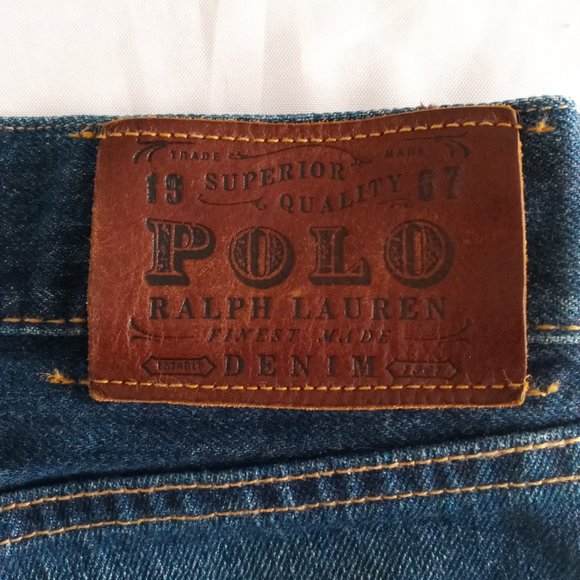 TRADE MARK
19 SUPERIOR 67
QUALITY
POLO
RALPH LAUREN
FINEST MADE
DENIM